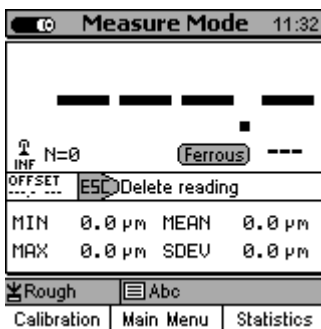 Measure Mode 11:32
---.-
INF N=0 Ferrous ---
OFFSET ---.-- ESC Delete reading
MIN 0.0 µm MEAN 0.0 µm
MAX 0.0 µm SDEV 0.0 µm
Rough Abc
Calibration Main Menu Statistics